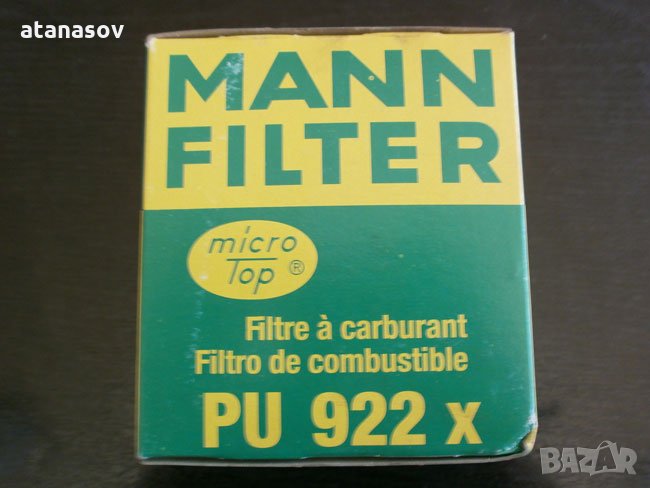 atanasov
MANN
FILTER
micro
Top ®
Filtre à carburant
Filtro de combustible
PU 922 x
BAZAR